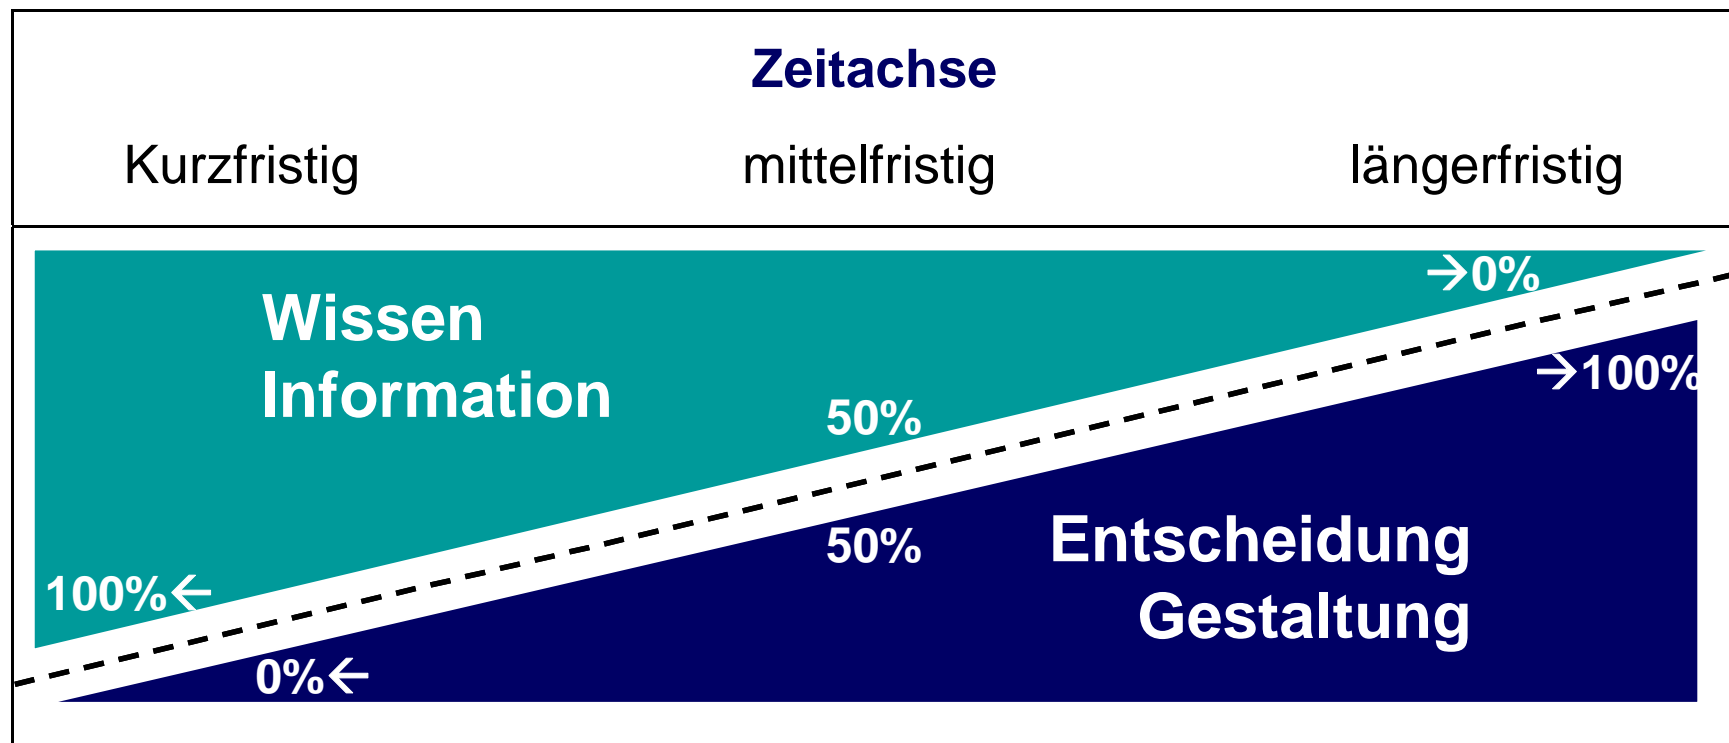 Zeitachse
Kurzfristig mittelfristig längerfristig
→0%
Wissen
Information
→100%
50%
50%
Entscheidung
Gestaltung
100%←
0%←